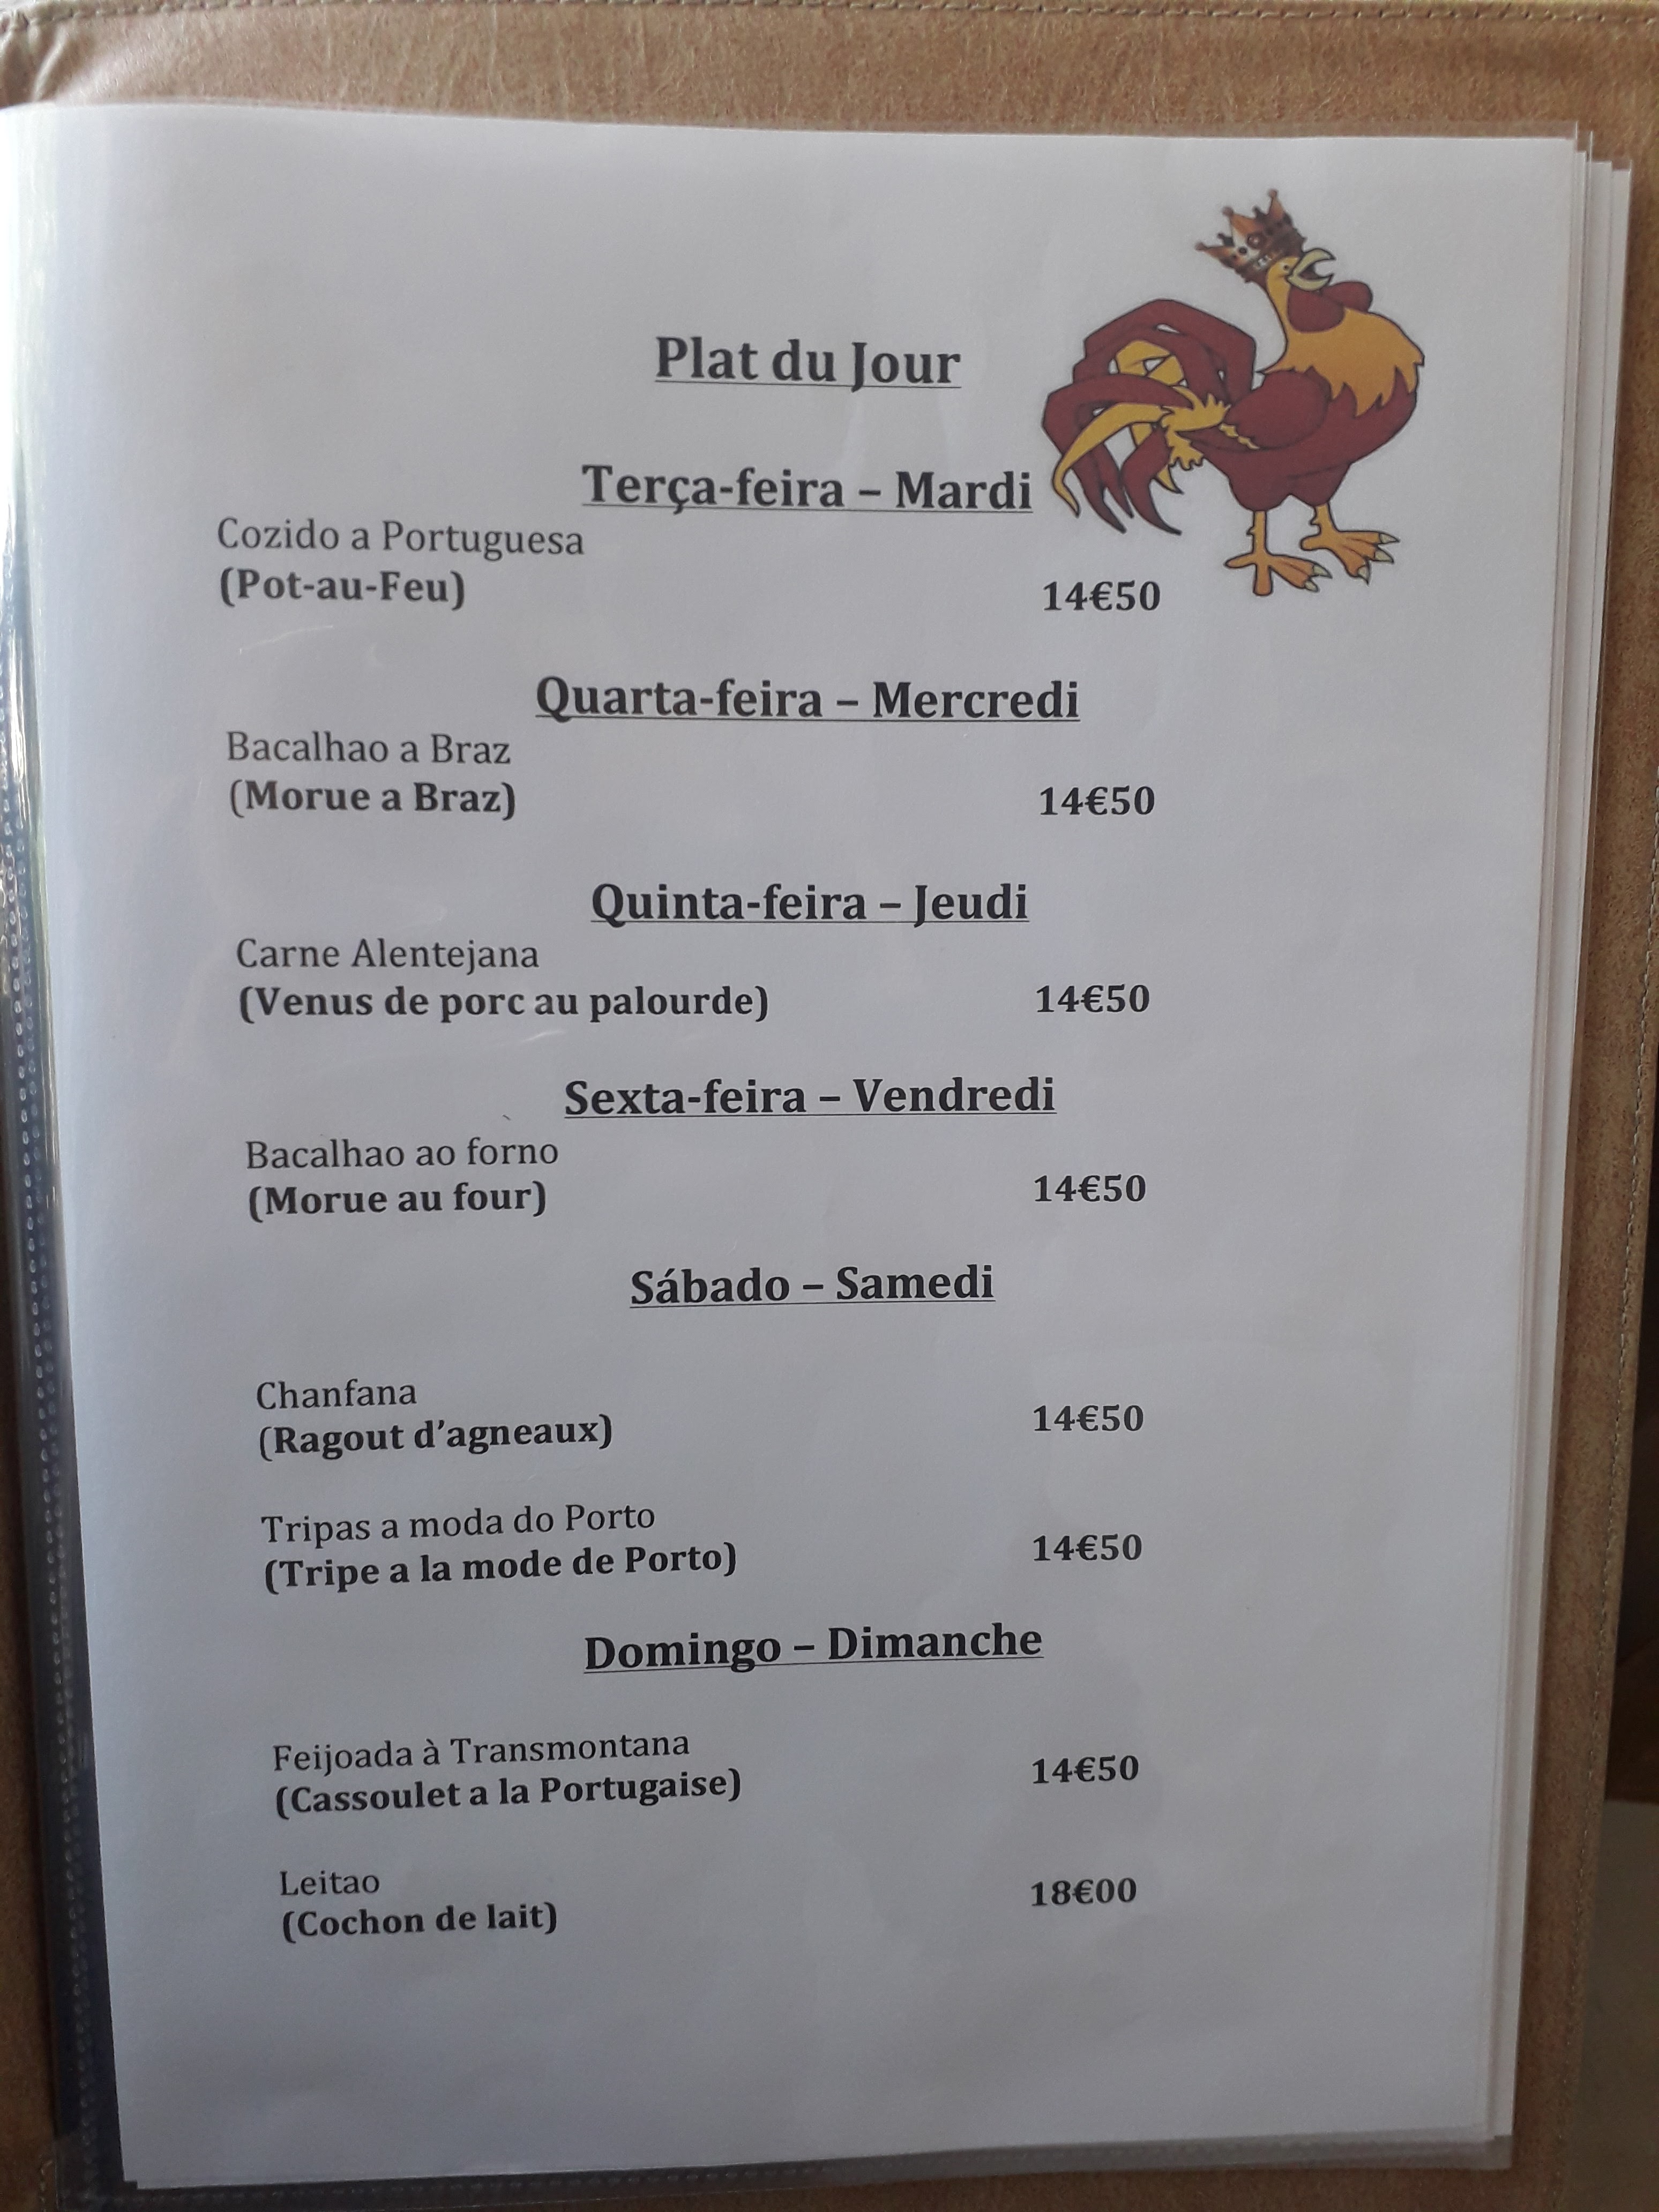 Plat du Jour
Terça-feira – Mardi
Cozido a Portuguesa
(Pot-au-Feu) 14€50
Quarta-feira – Mercredi
Bacalhao a Braz
(Morue a Braz) 14€50
Quinta-feira – Jeudi
Carne Alentejana
(Venus de porc au palourde) 14€50
Sexta-feira – Vendredi
Bacalhao ao forno
(Morue au four) 14€50
Sábado – Samedi
Chanfana
(Ragout d’agneaux) 14€50
Tripas a moda do Porto
(Tripe a la mode de Porto) 14€50
Domingo – Dimanche
Feijoada à Transmontana
(Cassoulet a la Portugaise) 14€50
Leitao
(Cochon de lait) 18€00